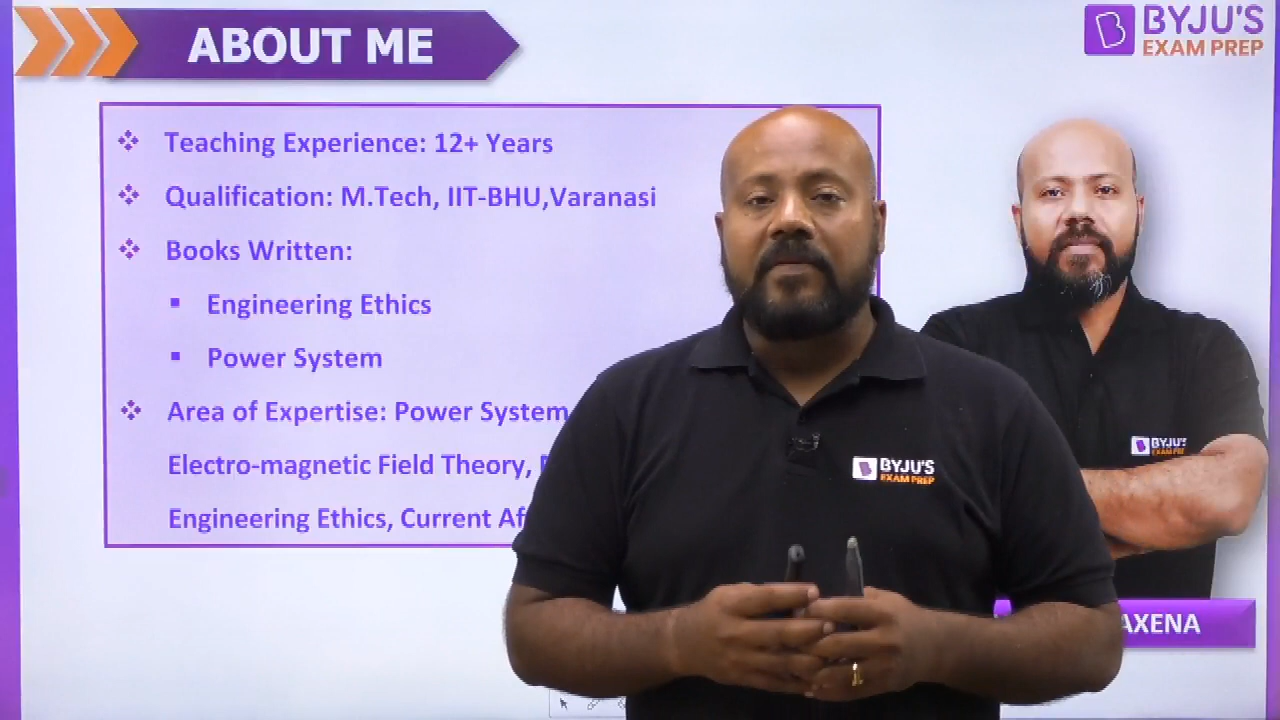 ABOUT ME
BYJU'S
EXAM PREP
Teaching Experience: 12+ Years
Qualification: M.Tech, IIT-BHU,Varanasi
Books Written:
Engineering Ethics
Power System
Area of Expertise: Power System
Electro-magnetic Field Theory,
Engineering Ethics, Current
BYJU'S
EXAM PREP
BYJU'S
EXAM PREP